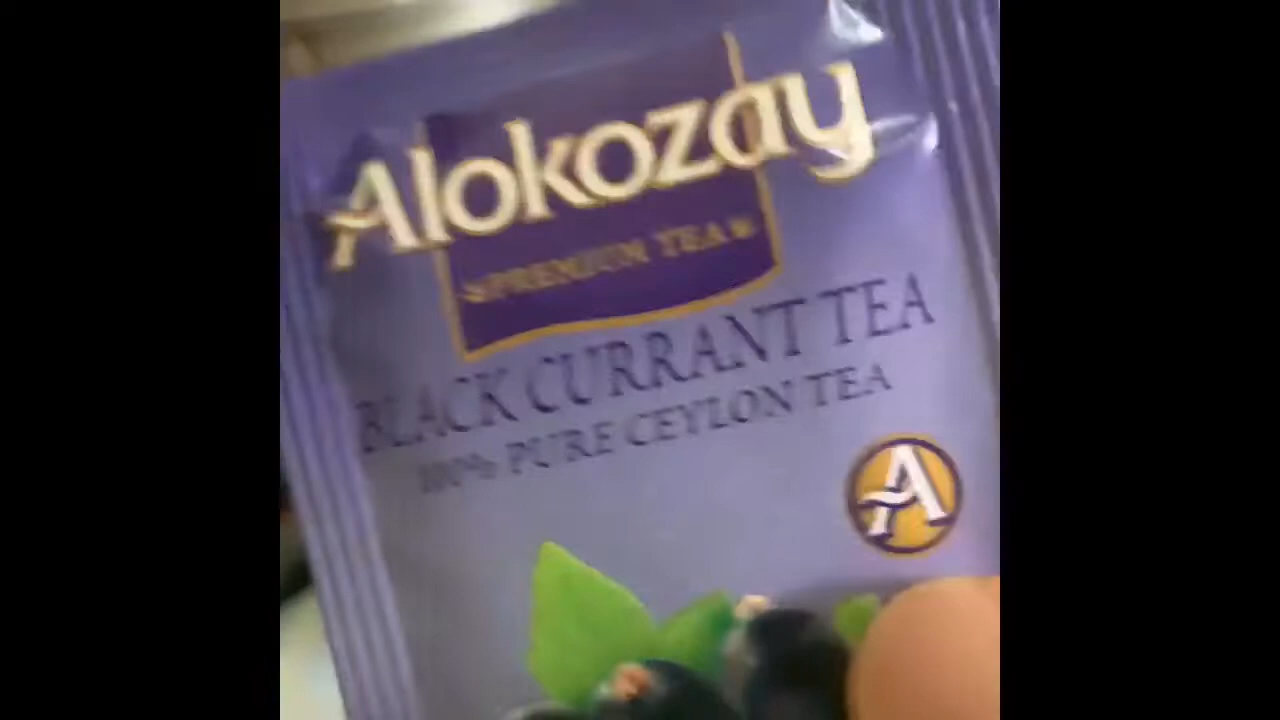 Alokozay
PREMIUM TEA
BLACK CURRANT TEA
100% PURE CEYLON TEA
A